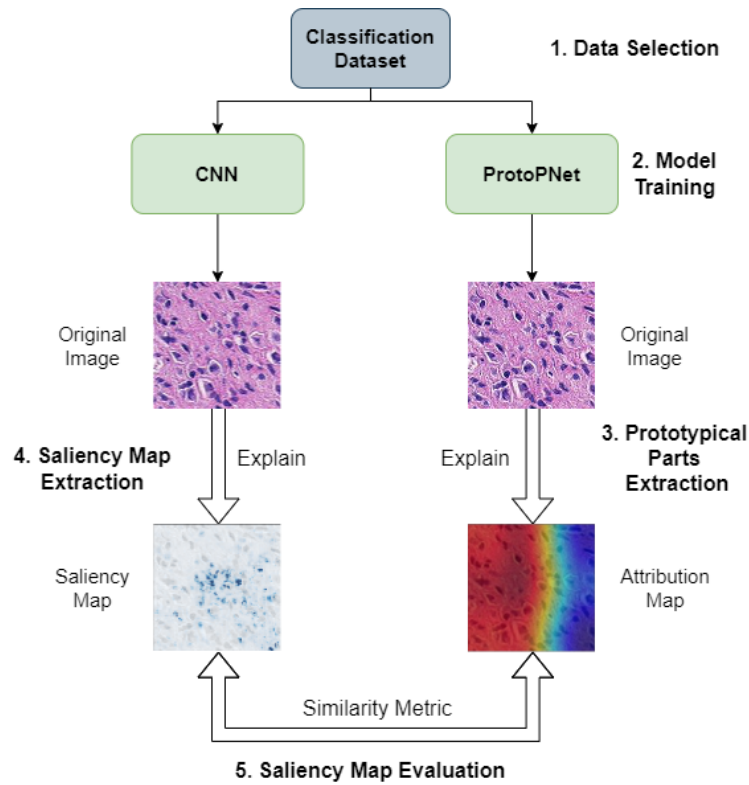 Classification
Dataset
1. Data Selection
CNN
ProtoPNet
2. Model
Training
Original
Image
Original
Image
4. Saliency Map
Extraction
Explain
Explain
3. Prototypical
Parts
Extraction
Saliency
Map
Attribution
Map
Similarity Metric
5. Saliency Map Evaluation